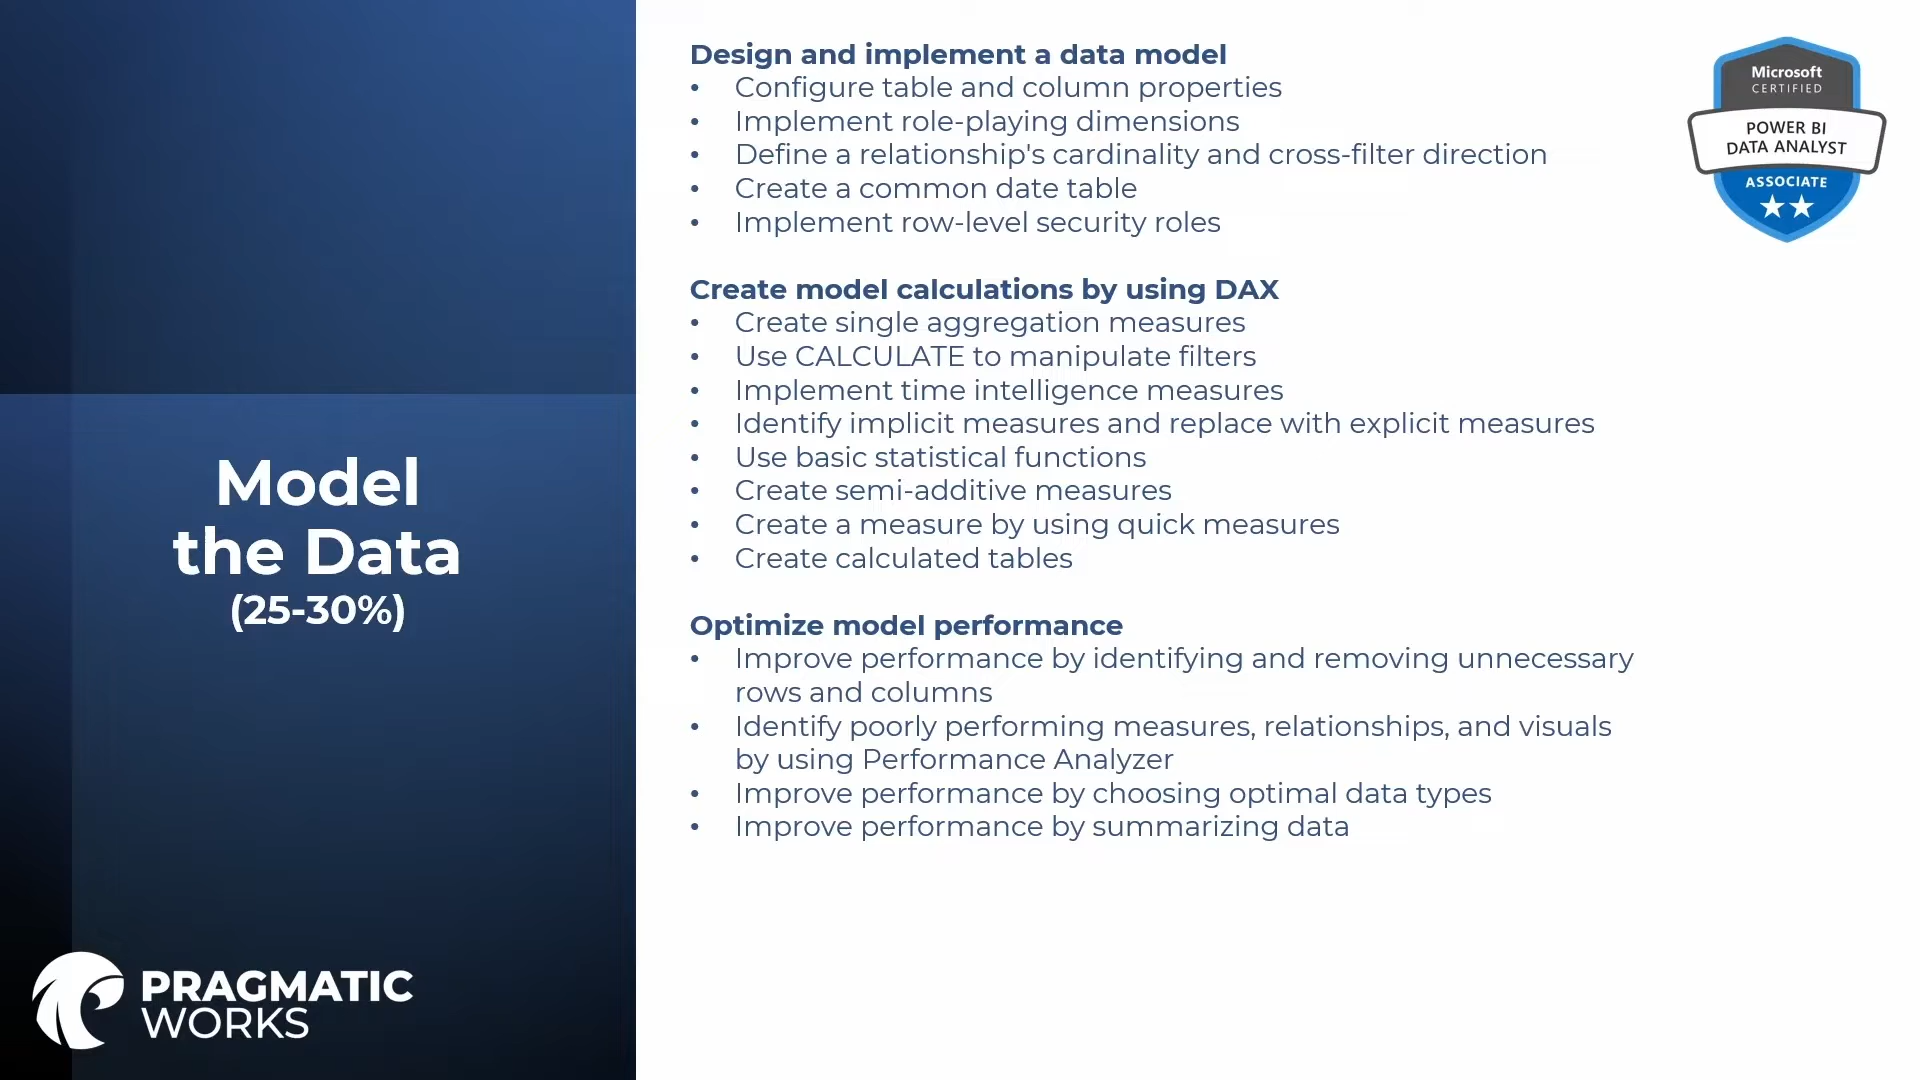 Model
the Data
(25-30%)
PRAGMATIC
WORKS
Design and implement a data model
• Configure table and column properties
• Implement role-playing dimensions
• Define a relationship's cardinality and cross-filter direction
• Create a common date table
• Implement row-level security roles
Create model calculations by using DAX
• Create single aggregation measures
• Use CALCULATE to manipulate filters
• Implement time intelligence measures
• Identify implicit measures and replace with explicit measures
• Use basic statistical functions
• Create semi-additive measures
• Create a measure by using quick measures
• Create calculated tables
Optimize model performance
• Improve performance by identifying and removing unnecessary
rows and columns
• Identify poorly performing measures, relationships, and visuals
by using Performance Analyzer
• Improve performance by choosing optimal data types
• Improve performance by summarizing data
Microsoft
CERTIFIED
POWER BI
DATA ANALYST
ASSOCIATE